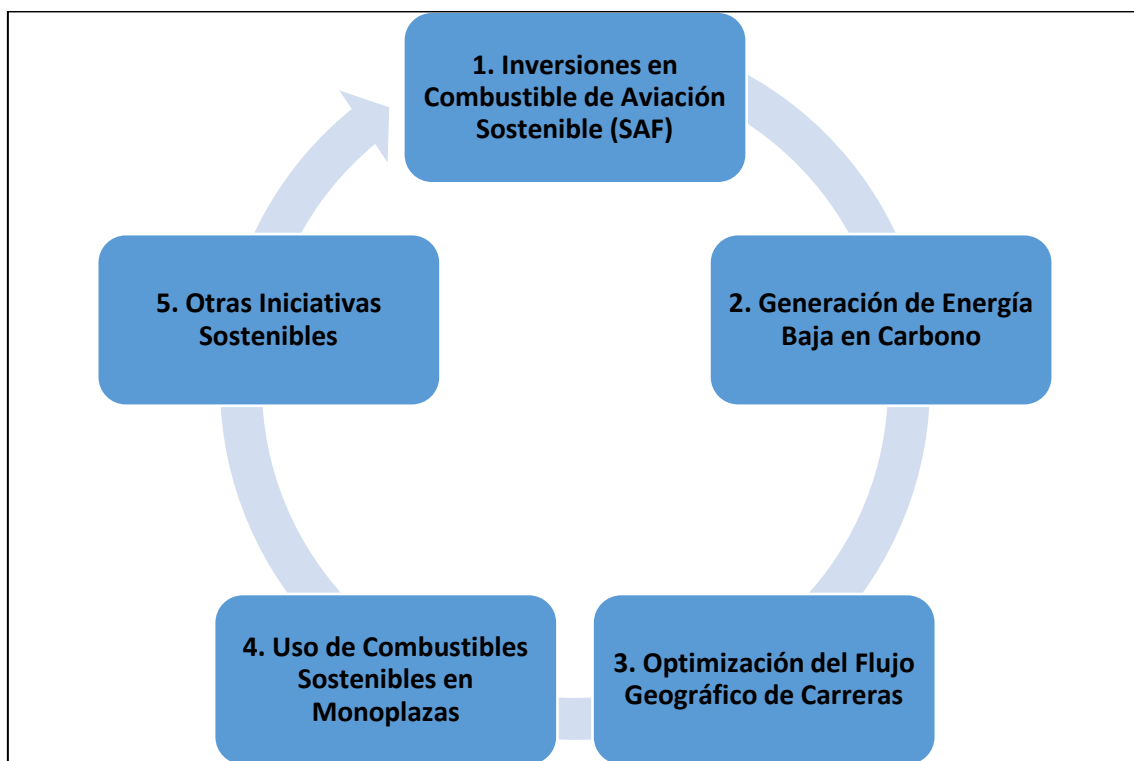 1. Inversiones en
Combustible de Aviación
Sostenible (SAF)
2. Generación de Energía
Baja en Carbono
3. Optimización del Flujo
Geográfico de Carreras
4. Uso de Combustibles
Sostenibles en
Monoplazas
5. Otras Iniciativas
Sostenibles